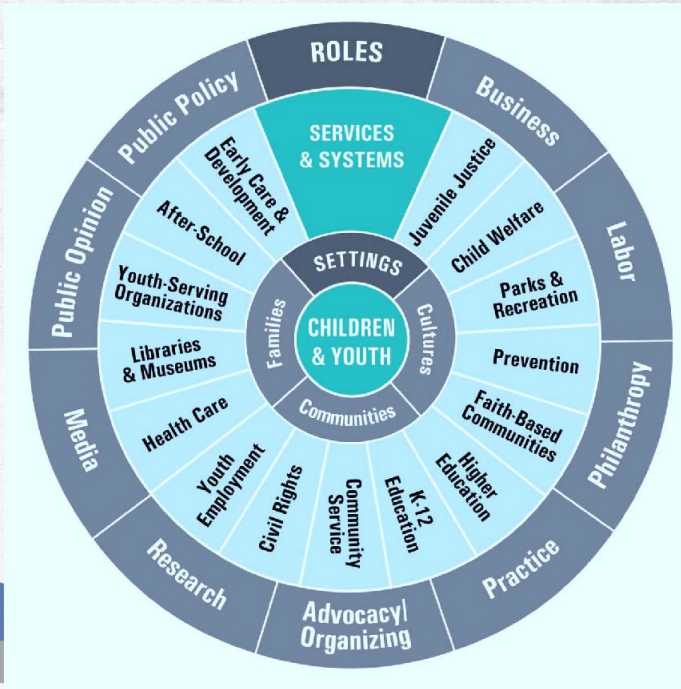 ROLES
Business
Labor
Philanthropy
Practice
Advocacy/
Organizing
Research
Media
Public Opinion
Public Policy
SERVICES
& SYSTEMS
Juvenile Justice
Child Welfare
Parks &
Recreation
Prevention
Faith-Based
Communities
Higher
Education
K-12
Education
Community
Service
Civil Rights
Youth
Employment
Health Care
Libraries
& Museums
Youth-Serving
Organizations
After-School
Early Care &
Development
SETTINGS
Cultures
Communities
Families
CHILDREN
& YOUTH